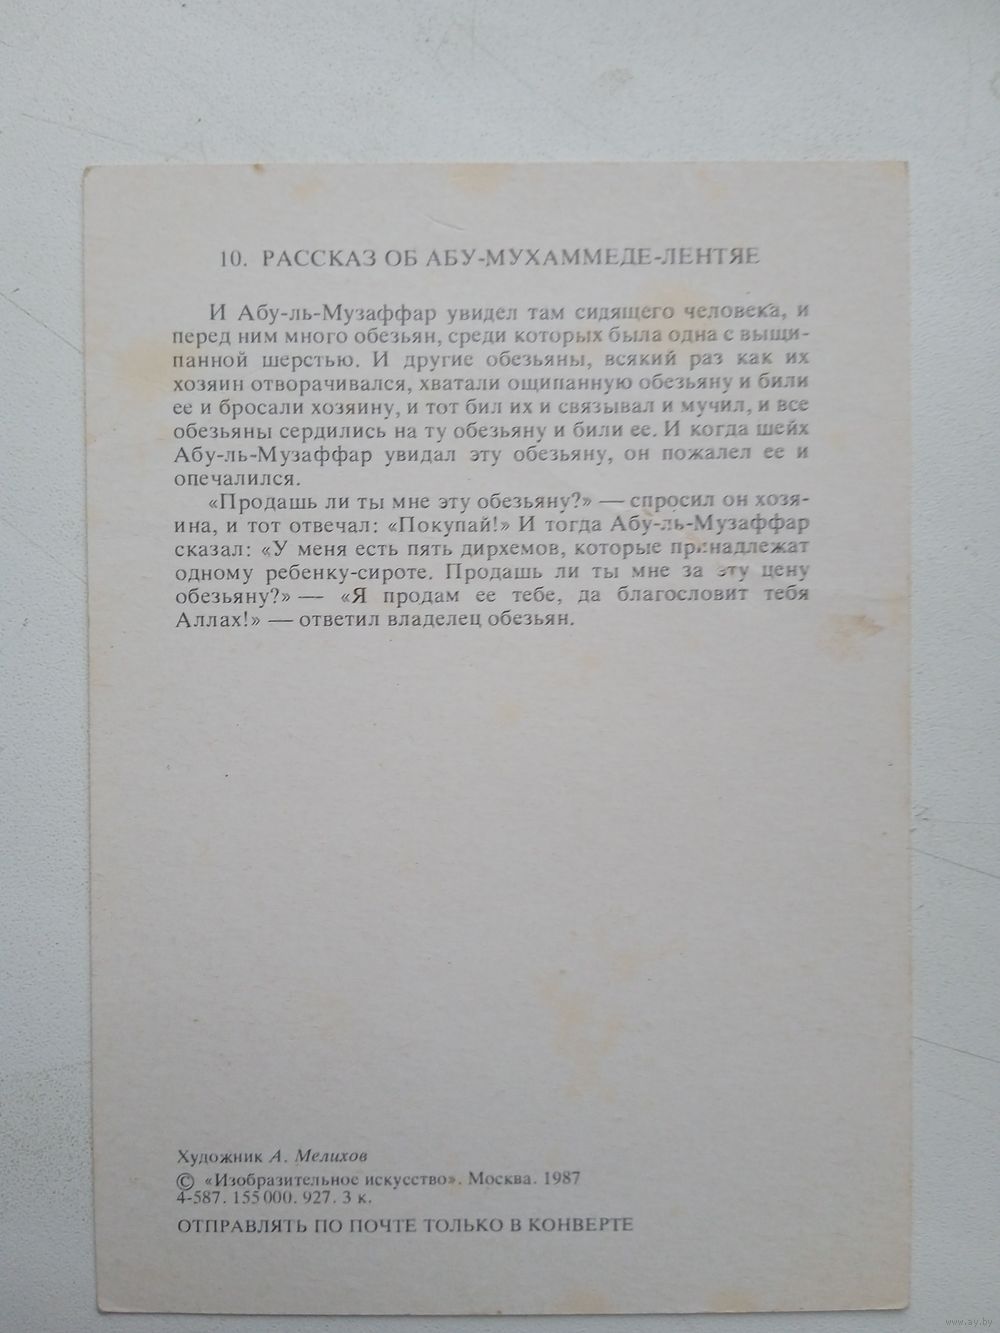 10. РАССКАЗ ОБ АБУ-МУХАММЕДЕ-ЛЕНТЯЕ
И Абу-ль-Музаффар увидел там сидящего человека, и
перед ним много обезьян, среди которых была одна с выщи-
панной шерстью. И другие обезьяны, всякий раз как их
хозяин отворачивался, хватали ощипанную обезьяну и били
ее и бросали хозяину, и тот бил их и связывал и мучил, и все
обезьяны сердились на ту обезьяну и били ее. И когда шейх
Абу-ль-Музаффар увидал эту обезьяну, он пожалел ее и
опечалился.
«Продашь ли ты мне эту обезьяну?» — спросил он хозя-
ина, и тот отвечал: «Покупай!» И тогда Абу-ль-Музаффар
сказал: «У меня есть пять дирхемов, которые принадлежат
одному ребенку-сироте. Продашь ли ты мне за эту цену
обезьяну?» — «Я продам ее тебе, да благословит тебя
Аллах!» — ответил владелец обезьян.
Художник А. Мелихов
© «Изобразительное искусство». Москва. 1987
4-587. 155 000. 927. 3 к.
ОТПРАВЛЯТЬ ПО ПОЧТЕ ТОЛЬКО В КОНВЕРТЕ
www.ay.by